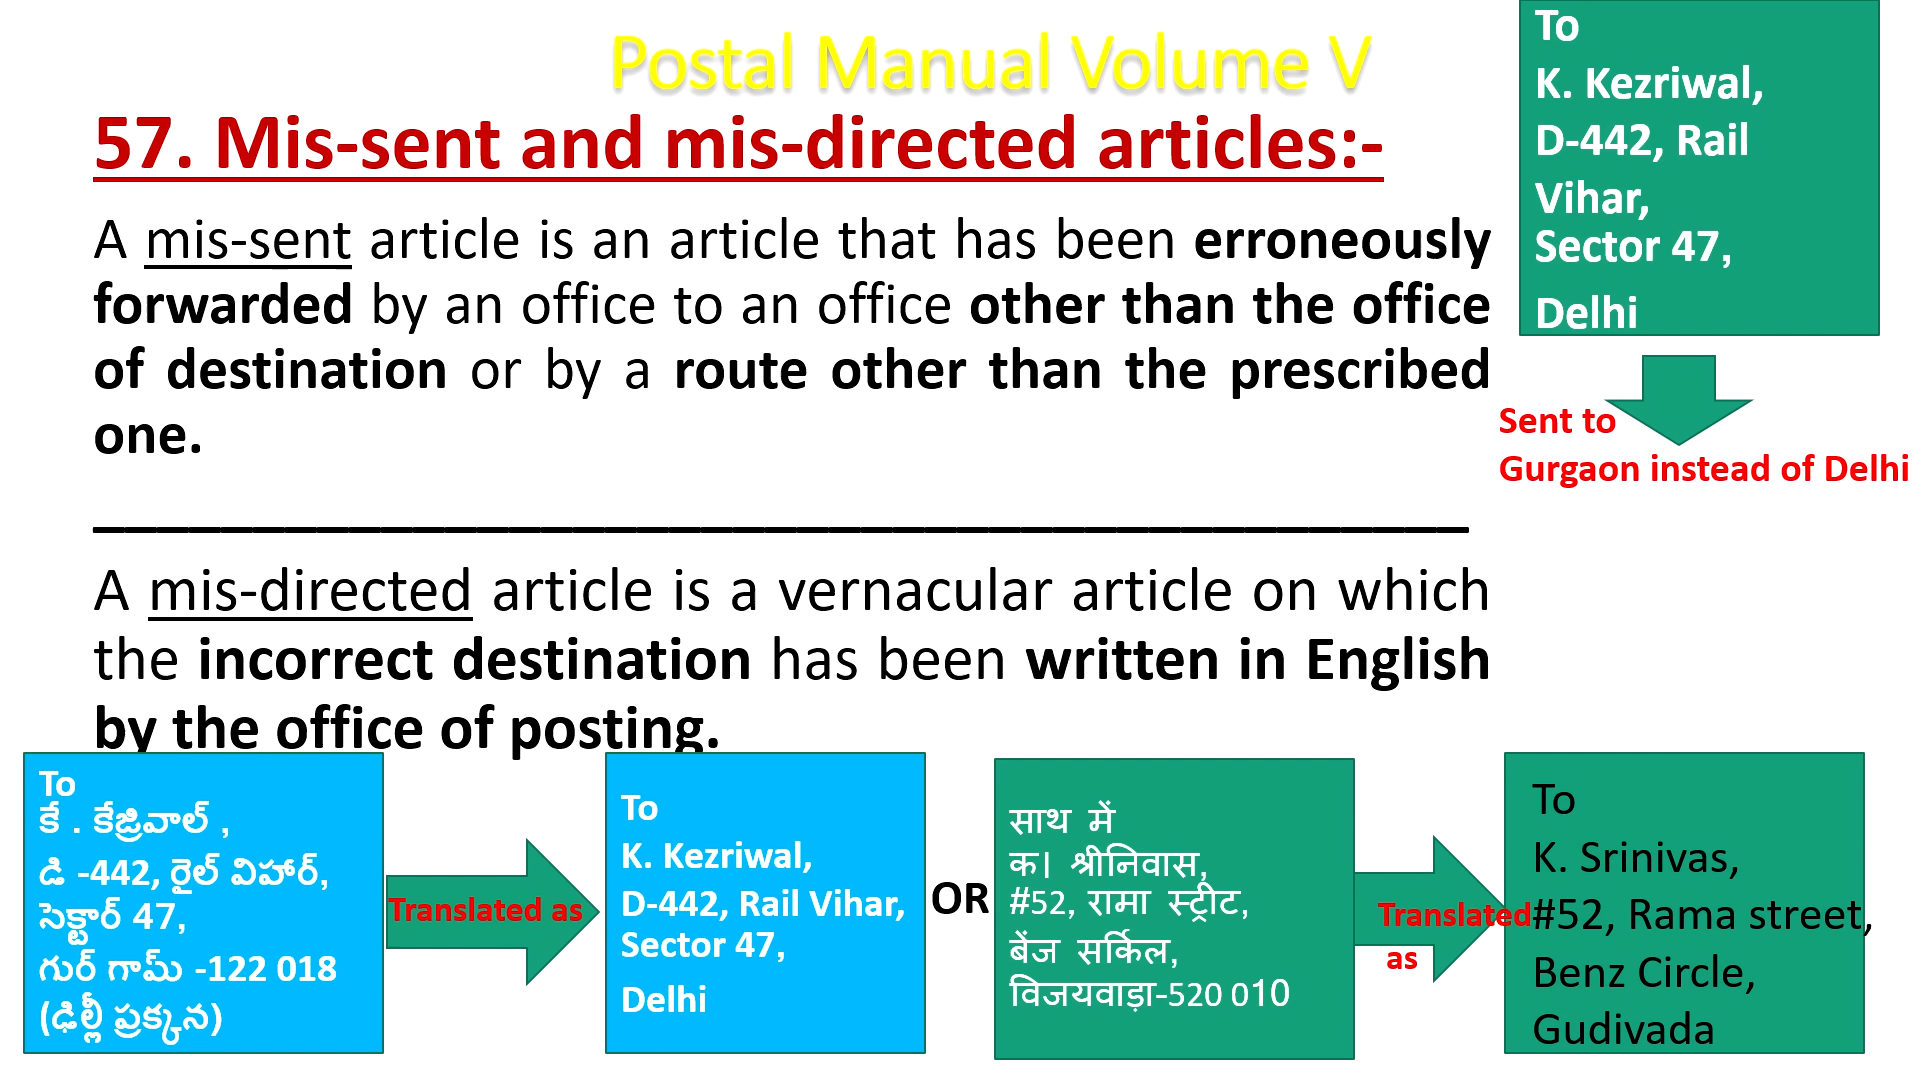 Postal Manual Volume V
57. Mis-sent and mis-directed articles:-
A mis-sent article is an article that has been erroneously
forwarded by an office to an office other than the office
of destination or by a route other than the prescribed
one.
___________________________________________
A mis-directed article is a vernacular article on which
the incorrect destination has been written in English
by the office of posting.
To
K. Kezriwal,
D-442, Rail
Vihar,
Sector 47,
Delhi
Sent to
Gurgaon instead of Delhi
To
కే . కేజ్రివాల్ ,
డి -442, రైల్ విహార్,
సెక్టార్ 47,
గుర్ గామ్ -122 018
(ఢిల్లీ ప్రక్కన)
Translated as
To
K. Kezriwal,
D-442, Rail Vihar,
Sector 47,
Delhi
OR
साथ में
क। श्रीनिवास,
#52, रामा स्ट्रीट,
बेंज सर्किल,
विजयवाड़ा-520 010
Translated
as
To
K. Srinivas,
#52, Rama street,
Benz Circle,
Gudivada